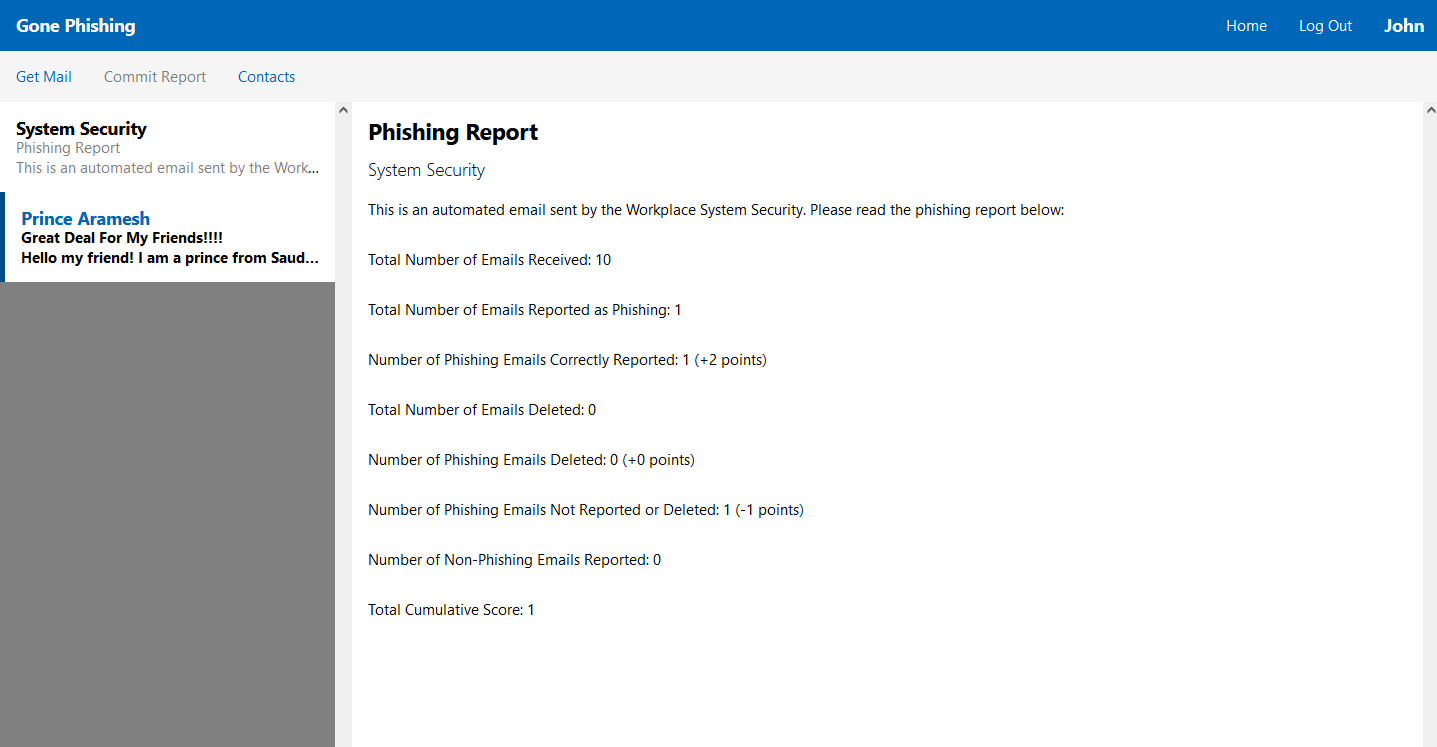 Gone Phishing
Home Log Out John
Get Mail Commit Report Contacts
System Security
Phishing Report
This is an automated email sent by the Work...
Prince Aramesh
Great Deal For My Friends!!!!
Hello my friend! I am a prince from Saud...
Phishing Report
System Security
This is an automated email sent by the Workplace System Security. Please read the phishing report below:
Total Number of Emails Received: 10
Total Number of Emails Reported as Phishing: 1
Number of Phishing Emails Correctly Reported: 1 (+2 points)
Total Number of Emails Deleted: 0
Number of Phishing Emails Deleted: 0 (+0 points)
Number of Phishing Emails Not Reported or Deleted: 1 (-1 points)
Number of Non-Phishing Emails Reported: 0
Total Cumulative Score: 1